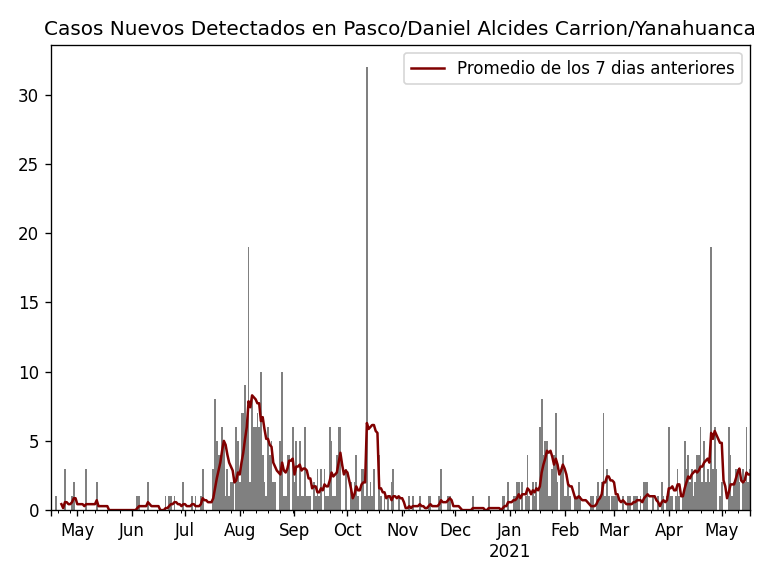 Casos Nuevos Detectados en Pasco/Daniel Alcides Carrion/Yanahuanca
Promedio de los 7 dias anteriores
30
25
20
15
10
5
0
May Jun Jul Aug Sep Oct Nov Dec Jan Feb Mar Apr May
2021